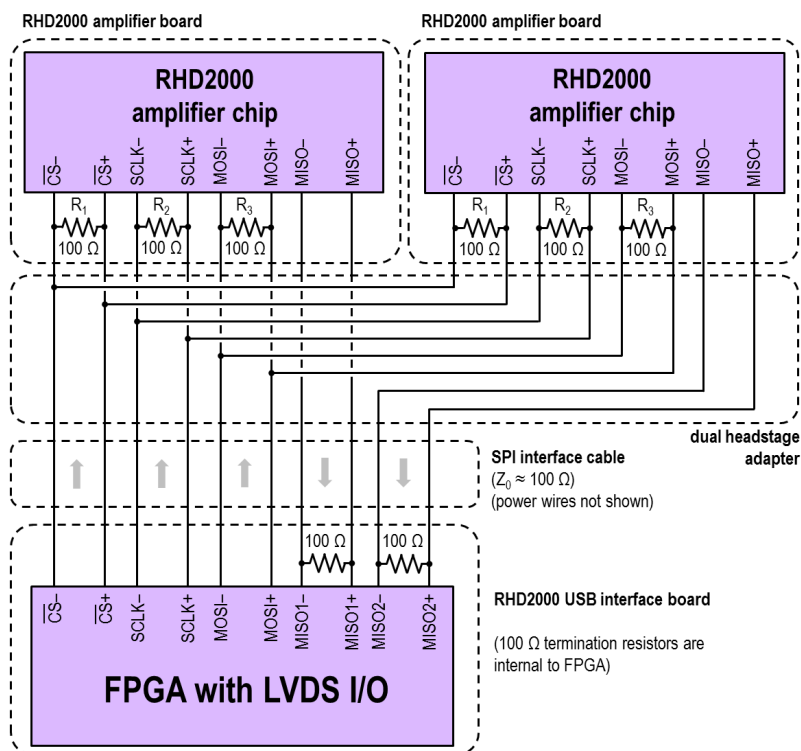 RHD2000 amplifier board
RHD2000 amplifier board
RHD2000
amplifier chip
CS–
CS+
SCLK–
SCLK+
MOSI–
MOSI+
MISO–
MISO+
RHD2000
amplifier chip
CS–
CS+
SCLK–
SCLK+
MOSI–
MOSI+
MISO–
MISO+
R1
R2
R3
100 Ω
100 Ω
100 Ω
R1
R2
R3
100 Ω
100 Ω
100 Ω
dual headstage
adapter
SPI interface cable
(Z0 ≈ 100 Ω)
(power wires not shown)
100 Ω
100 Ω
CS–
CS+
SCLK–
SCLK+
MOSI–
MOSI+
MISO1–
MISO1+
MISO2–
MISO2+
FPGA with LVDS I/O
RHD2000 USB interface board
(100 Ω termination resistors are
internal to FPGA)